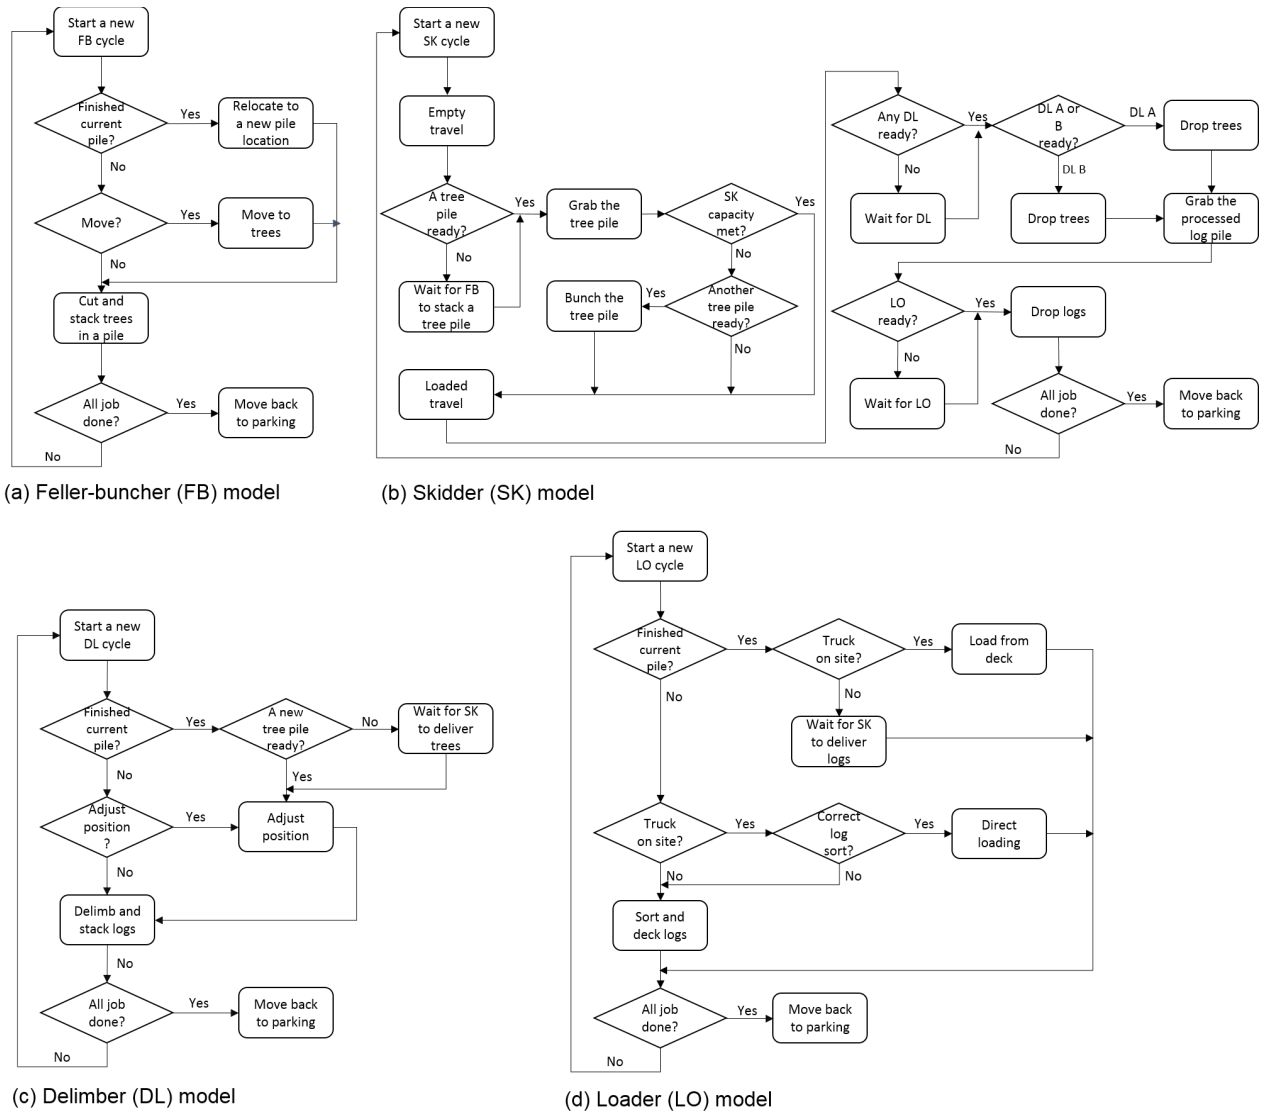 Start a new
FB cycle
Finished
current
pile?
Yes
Relocate to
a new pile
location
No
Move?
Yes
Move to
trees
No
Cut and
stack trees
in a pile
All job
done?
Yes
Move back
to parking
No
(a) Feller-buncher (FB) model
Start a new
SK cycle
Empty
travel
A tree
pile
ready?
Yes
Grab the
tree pile
SK
capacity
met?
Yes
No
No
Wait for FB
to stack a
tree pile
Bunch the
tree pile
Yes
Another
tree pile
ready?
No
Loaded
travel
Any DL
ready?
Yes
DL A or
B
ready?
DL A
Drop trees
No
DL B
Wait for DL
Drop trees
Grab the
processed
log pile
LO
ready?
Yes
Drop logs
No
Wait for LO
All job
done?
Yes
Move back
to parking
No
(b) Skidder (SK) model
Start a new
DL cycle
Finished
current
pile?
Yes
A new
tree pile
ready?
No
Wait for SK
to deliver
trees
No
Yes
Adjust
position
?
Yes
Adjust
position
No
Delimb and
stack logs
No
All job
done?
Yes
Move back
to parking
No
(c) Delimber (DL) model
Start a new
LO cycle
Finished
current
pile?
Yes
Truck
on site?
Yes
Load from
deck
No
No
Wait for SK
to deliver
logs
Truck
on site?
Yes
Correct
log
sort?
Yes
Direct
loading
No
No
Sort and
deck logs
All job
done?
Yes
Move back
to parking
No
(d) Loader (LO) model